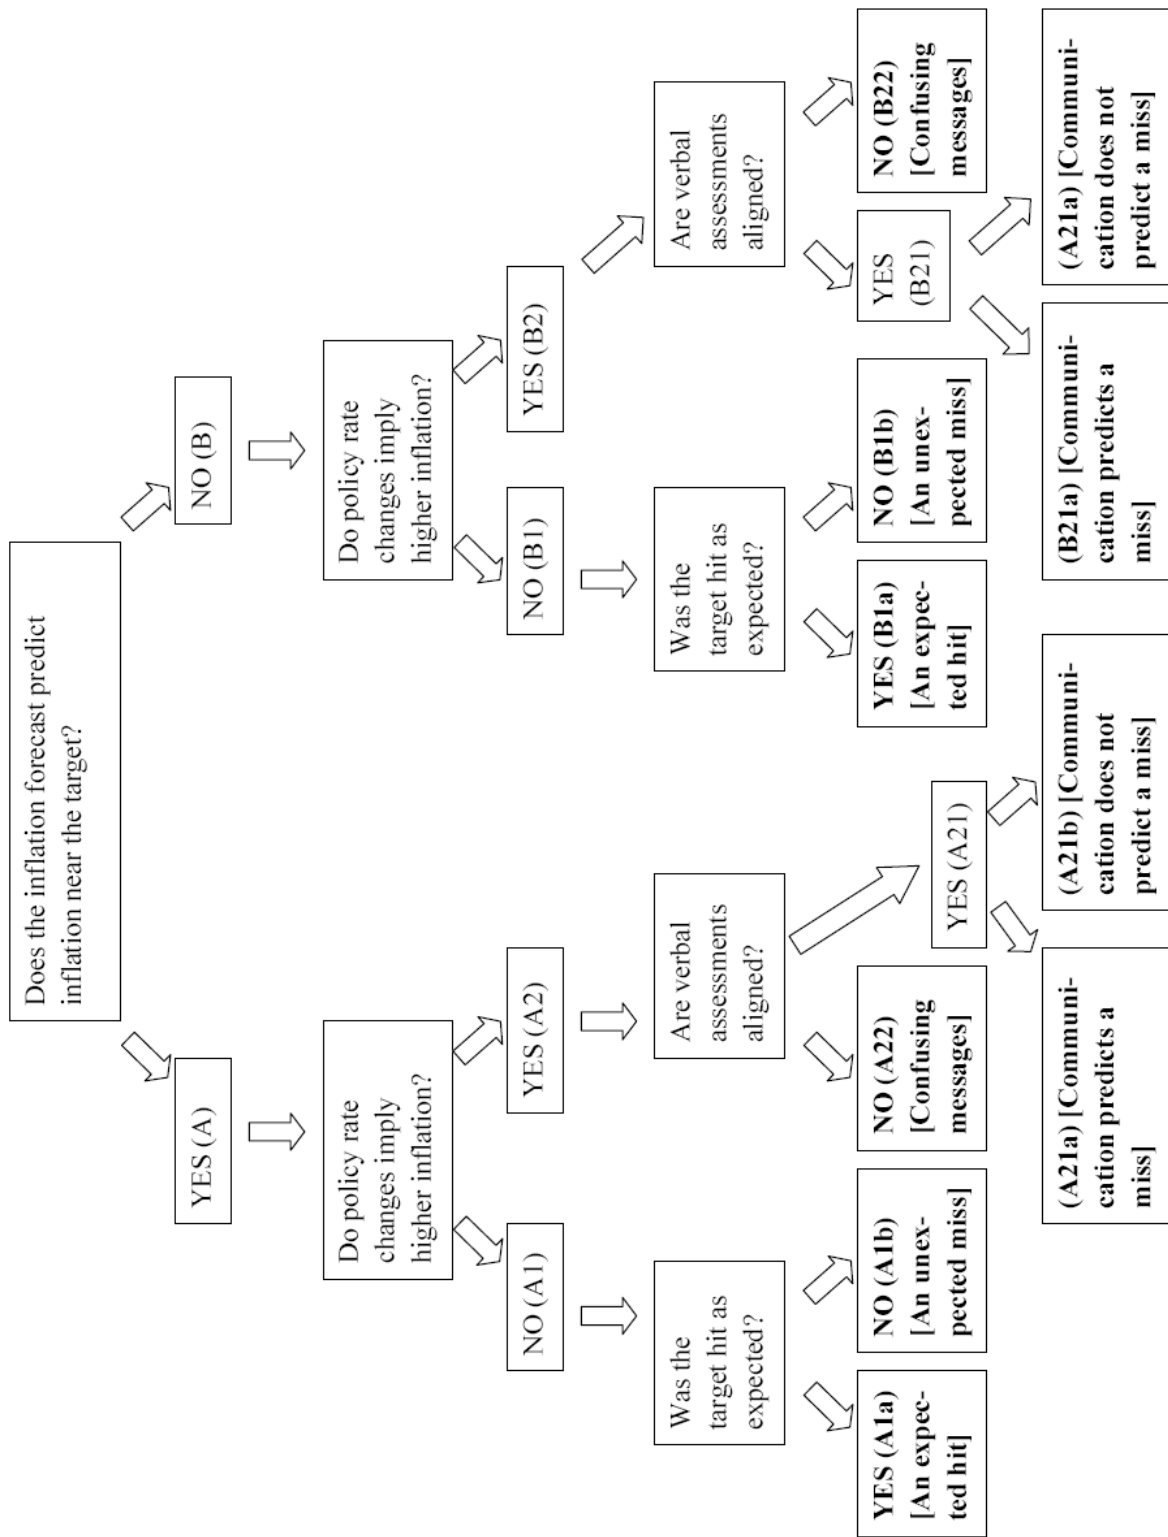 Does the inflation forecast predict
inflation near the target?
YES (A)
NO (B)
Do policy rate
changes imply
higher inflation?
Do policy rate
changes imply
higher inflation?
NO (A1)
YES (A2)
NO (B1)
YES (B2)
Was the
target hit as
expected?
Are verbal
assessments
aligned?
Was the
target hit as
expected?
Are verbal
assessments
aligned?
YES (A1a)
[An expec-
ted hit]
NO (A1b)
[An unex-
pected miss]
NO (A22)
[Confusing
messages]
YES (A21)
YES (B1a)
[An expec-
ted hit]
NO (B1b)
[An unex-
pected miss]
YES
(B21)
NO (B22)
[Confusing
messages]
(A21a) [Communi-
cation predicts a
miss]
(A21b) [Communi-
cation does not
predict a miss]
(B21a) [Communi-
cation predicts a
miss]
(A21a) [Communi-
cation does not
predict a miss]